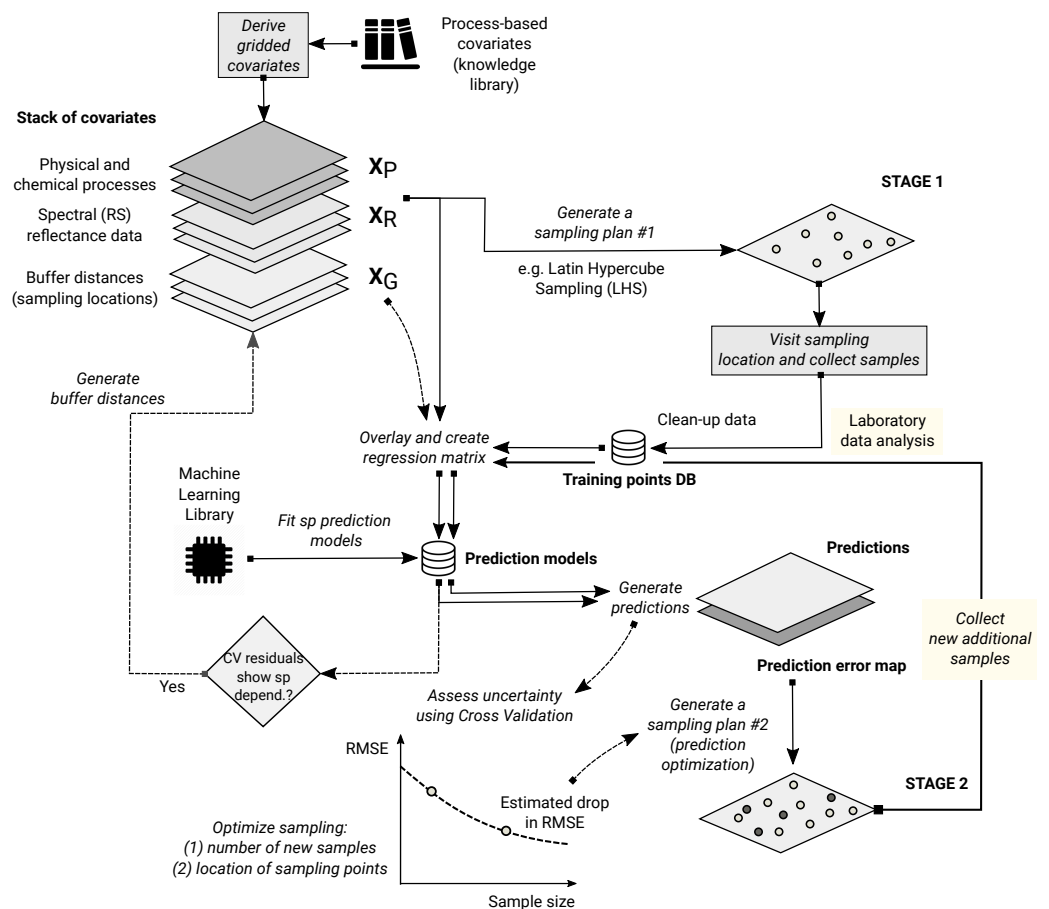 Derive
gridded
covariates
Process-based
covariates
(knowledge
library)
Stack of covariates
Physical and
chemical processes
XP
Spectral (RS)
reflectance data
XR
Buffer distances
(sampling locations)
XG
STAGE 1
Generate a
sampling plan #1
e.g. Latin Hypercube
Sampling (LHS)
Visit sampling
location and collect samples
Generate
buffer distances
Clean-up data
Laboratory
data analysis
Overlay and create
regression matrix
Training points DB
Machine
Learning
Library
Fit sp prediction
models
Prediction models
Predictions
Generate
predictions
Collect
new additional
samples
CV residuals
show sp
depend.?
Yes
Prediction error map
Assess uncertainty
using Cross Validation
Generate a
sampling plan #2
(prediction
optimization)
RMSE
STAGE 2
Estimated drop
in RMSE
Optimize sampling:
(1) number of new samples
(2) location of sampling points
Sample size